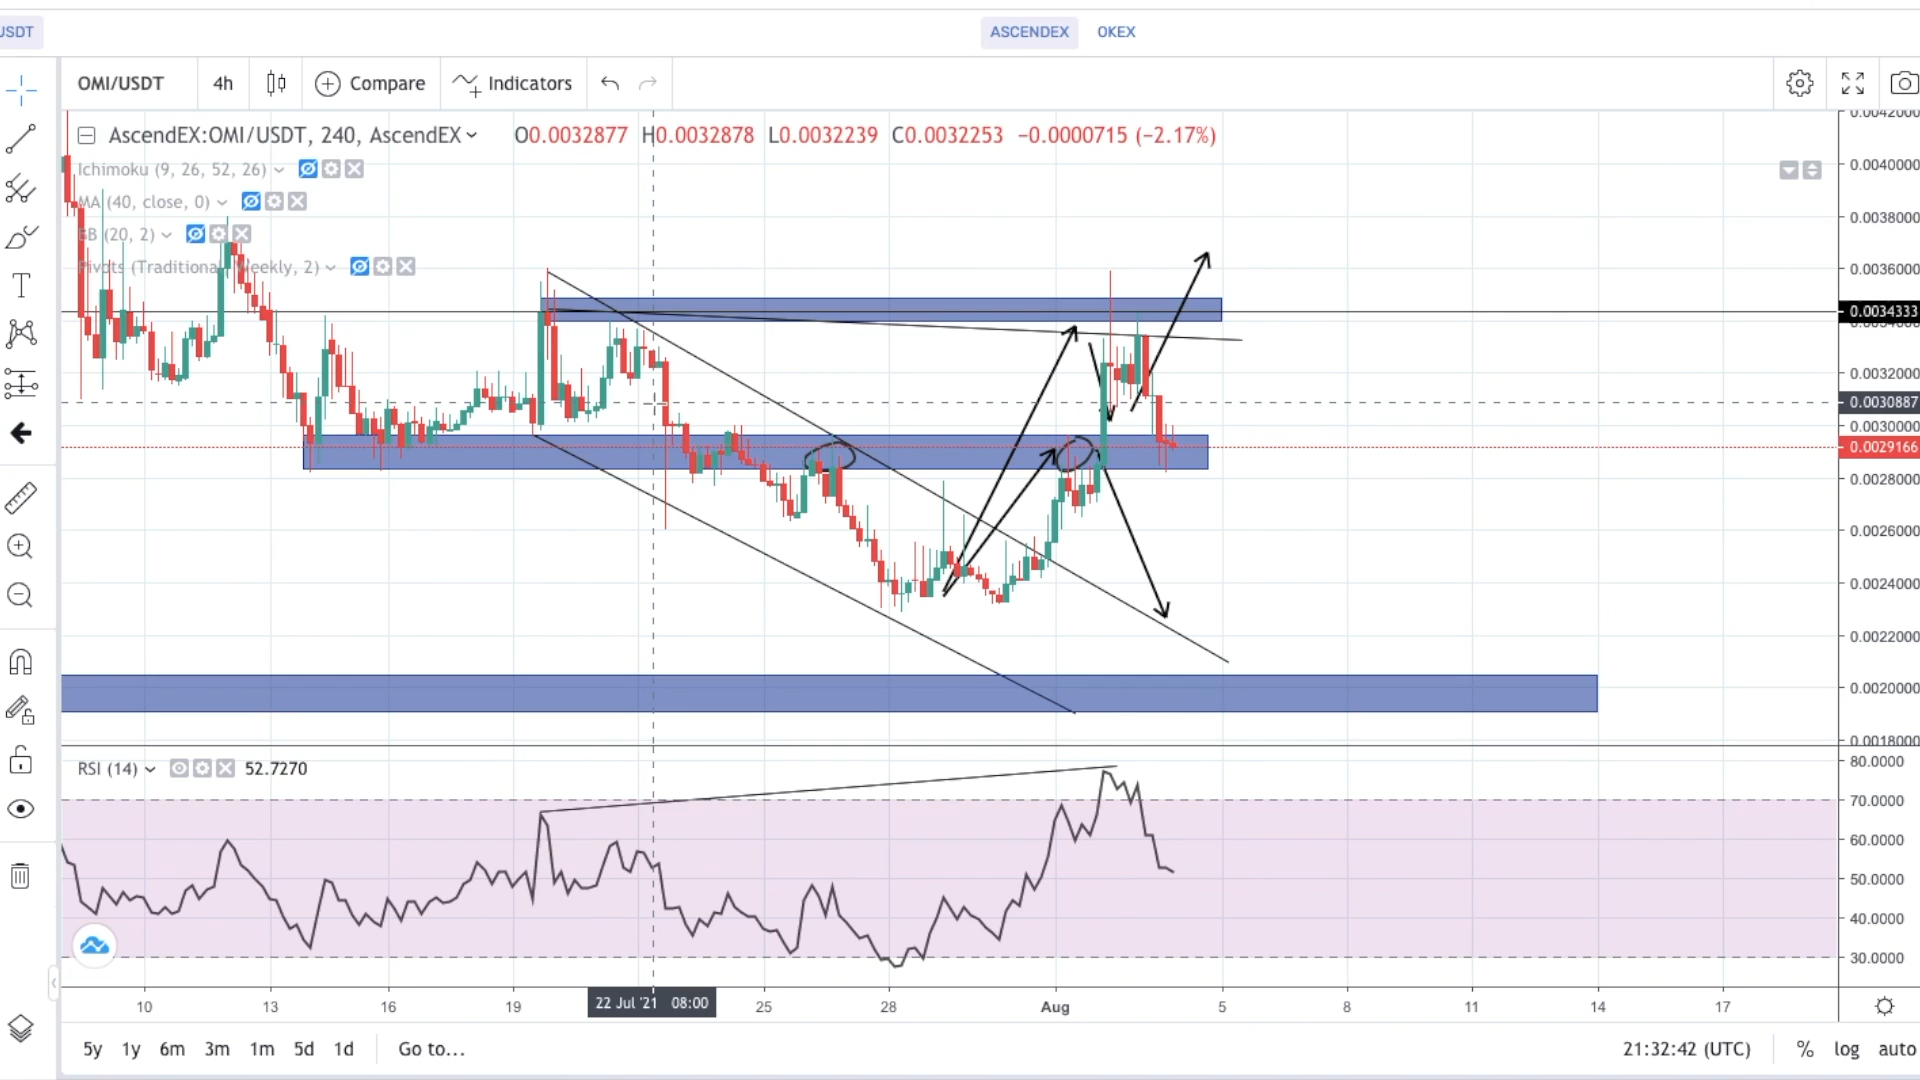 USDT
ASCENDEX OKEX
OMI/USDT 4h Compare Indicators
AscendEX:OMI/USDT, 240, AscendEX O0.0032877 H0.0032878 L0.0032239 C0.0032253 −0.0000715 (−2.17%)
Ichimoku (9, 26, 52, 26)
MA (40, close, 0)
BB (20, 2)
Pivots (Traditional, Weekly, 2)
0.0042000
0.0040000
0.0038000
0.0036000
0.0034333
0.0034000
0.0032000
0.0030887
0.0030000
0.0029166
0.0028000
0.0026000
0.0024000
0.0022000
0.0020000
0.0018000
RSI (14) 52.7270
80.0000
70.0000
60.0000
50.0000
40.0000
30.0000
10 13 16 19 22 Jul '21 08:00 25 28 Aug 5 8 11 14 17
5y 1y 6m 3m 1m 5d 1d Go to... 21:32:42 (UTC) % log auto